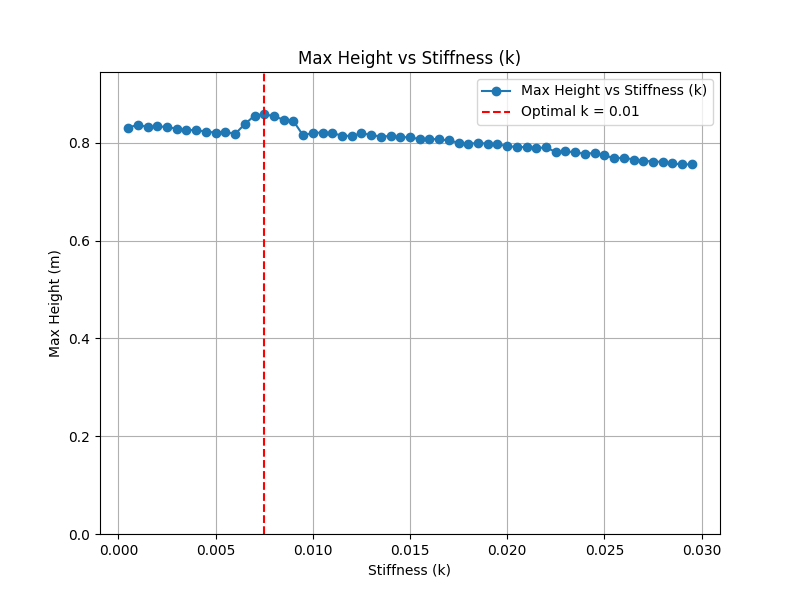 Max Height vs Stiffness (k)
Max Height vs Stiffness (k)
Optimal k = 0.01
0.8
0.6
0.4
0.2
0.0
Max Height (m)
0.000 0.005 0.010 0.015 0.020 0.025 0.030
Stiffness (k)